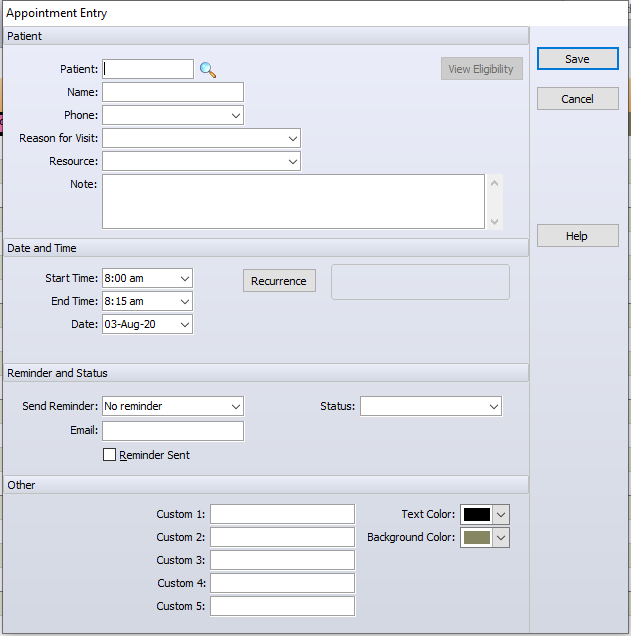 Appointment Entry
Patient
Patient:
View Eligibility
Save
Name:
Cancel
Phone:
Reason for Visit:
Resource:
Note:
Help
Date and Time
Start Time: 8:00 am
Recurrence
End Time: 8:15 am
Date: 03-Aug-20
Reminder and Status
Send Reminder: No reminder
Status:
Email:
Reminder Sent
Other
Custom 1:
Text Color:
Custom 2:
Background Color:
Custom 3:
Custom 4:
Custom 5: